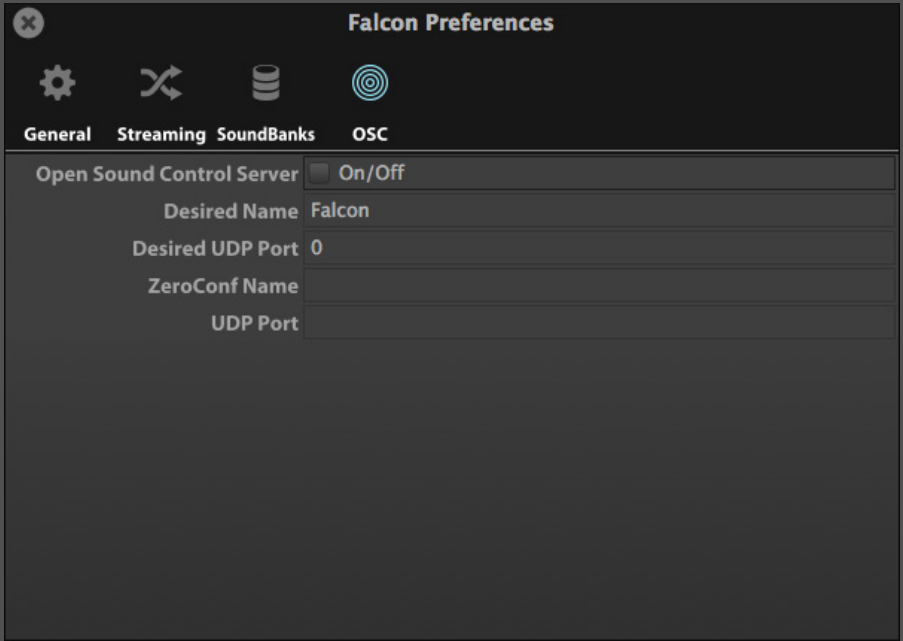 Falcon Preferences
General Streaming SoundBanks OSC
Open Sound Control Server On/Off
Desired Name Falcon
Desired UDP Port 0
ZeroConf Name
UDP Port